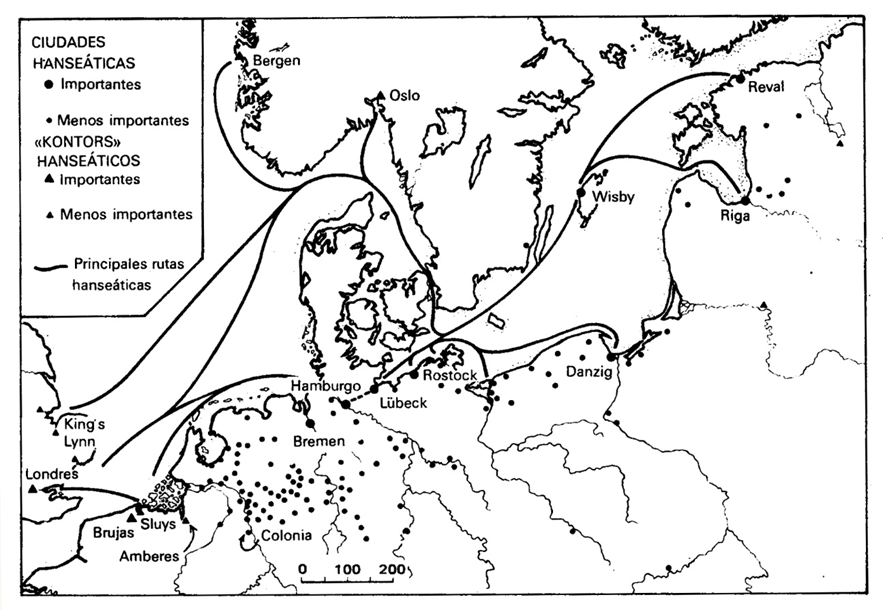 CIUDADES
HANSEÁTICAS
Importantes
Menos importantes
«KONTORS»
HANSEÁTICOS
Importantes
Menos importantes
Principales rutas
hanseáticas
Bergen
Oslo
Reval
Wisby
Riga
Hamburgo
Rostock
Danzig
Lübeck
King's
Lynn
Bremen
Londres
Brujas
Sluys
Amberes
Colonia
0 100 200